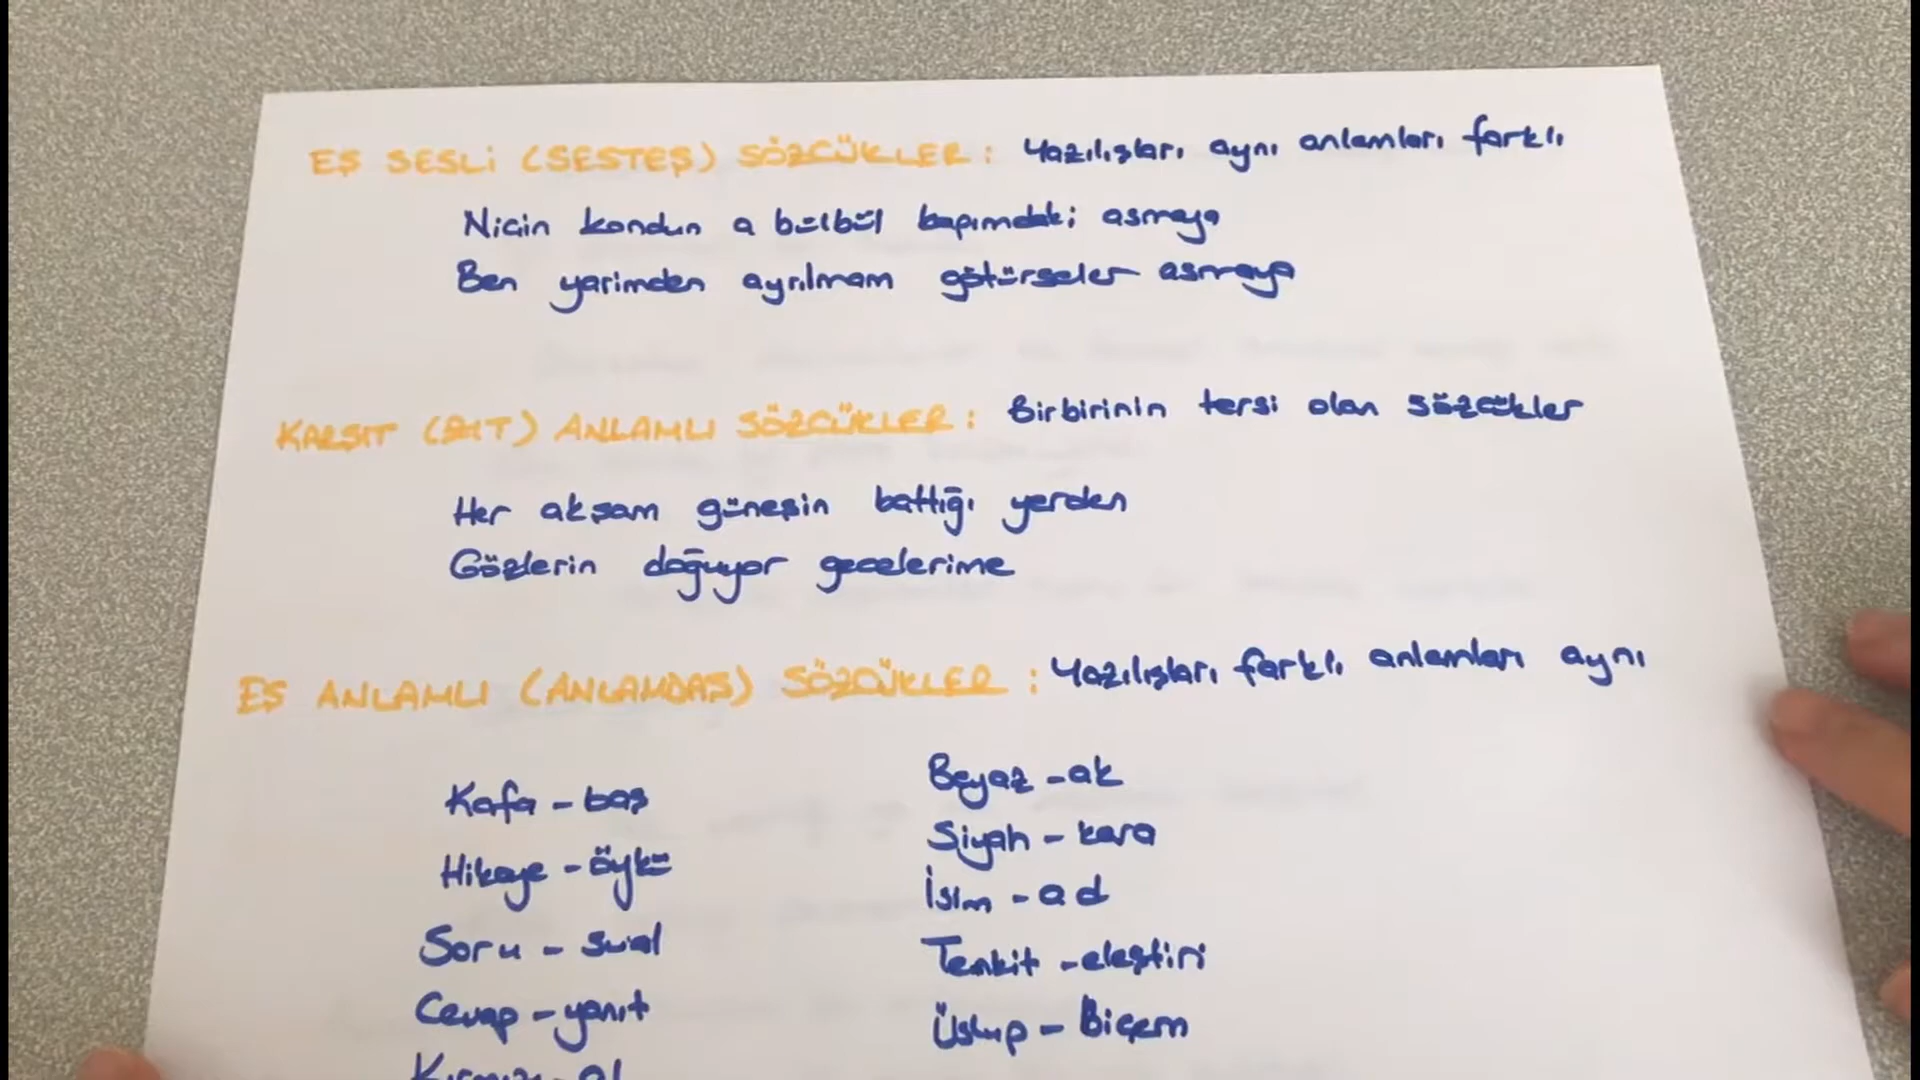 EŞ SESLİ (SESTEŞ) SÖZCÜKLER : Yazılışları aynı anlamları farklı
Niçin kondun a bülbül kapımdaki asmaya
Ben yarimden ayrılmam götürseler asmaya
KARŞIT (ZIT) ANLAMLI SÖZCÜKLER : Birbirinin tersi olan sözcükler
Her akşam güneşin battığı yerden
Gözlerin doğuyor gecelerime
EŞ ANLAMLI (ANLAMDAŞ) SÖZCÜKLER : Yazılışları farklı anlamları aynı
Kafa - baş
Hikaye - öykü
Soru - sual
Cevap - yanıt
Kırmızı - al
Beyaz - ak
Siyah - kara
İsim - ad
Tenkit - eleştiri
Üslup - Biçem